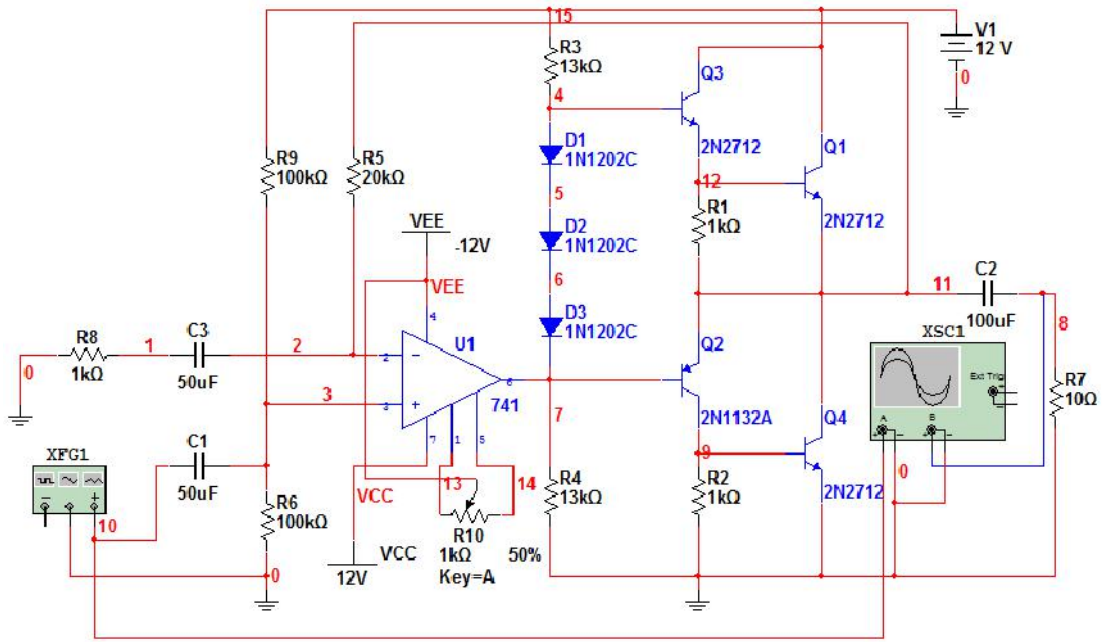 15
V1
12 V
0
R3
13kΩ
4
Q3
2N2712
D1
1N1202C
Q1
2N2712
R9
100kΩ
R5
20kΩ
5
12
R1
1kΩ
VEE
-12V
D2
1N1202C
6
VEE
4
11
C2
100uF
8
R8
1kΩ
1
C3
50uF
2
2
U1
D3
1N1202C
Q2
2N1132A
XSC1
Ext Trig
+
-
A
B
+
-
+
-
R7
10Ω
0
0
3
3
6
741
7
7
1
5
Q4
2N2712
9
XFG1
-
+
10
C1
50uF
VCC
13
14
R4
13kΩ
R2
1kΩ
R6
100kΩ
0
VCC
12V
R10
1kΩ
50%
Key=A